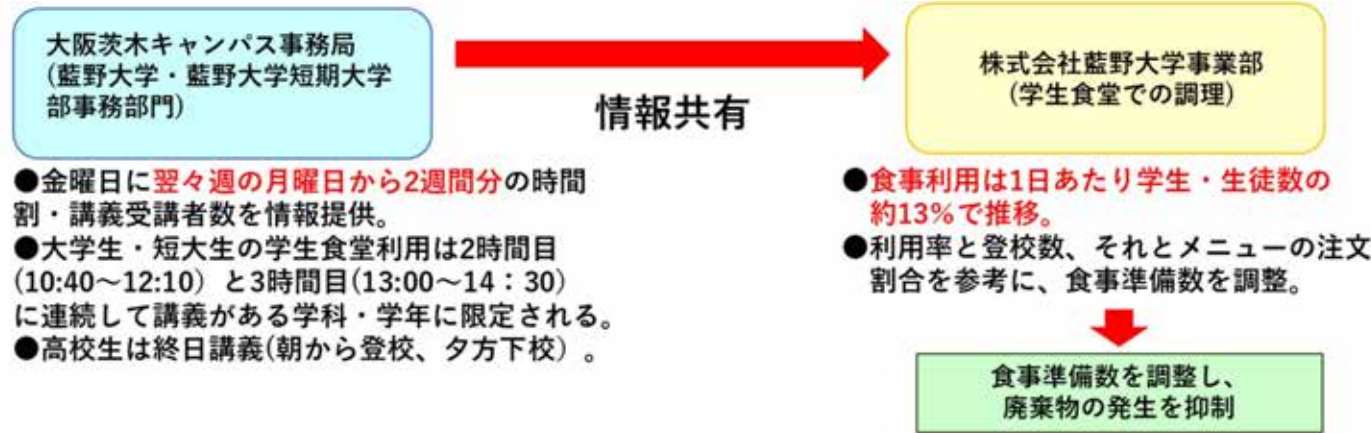 大阪茨木キャンパス事務局
(藍野大学・藍野大学短期大学
部事務部門)
情報共有
株式会社藍野大学事業部
(学生食堂での調理)
●金曜日に翌々週の月曜日から2週間分の時間
割・講義受講者数を情報提供。
●大学生・短大生の学生食堂利用は2時間目
(10:40～12:10）と3時間目(13:00～14：30）
に連続して講義がある学科・学年に限定される。
●高校生は終日講義(朝から登校、夕方下校）。
●食事利用は1日あたり学生・生徒数の
約13%で推移。
●利用率と登校数、それとメニューの注文
割合を参考に、食事準備数を調整。
食事準備数を調整し、
廃棄物の発生を抑制